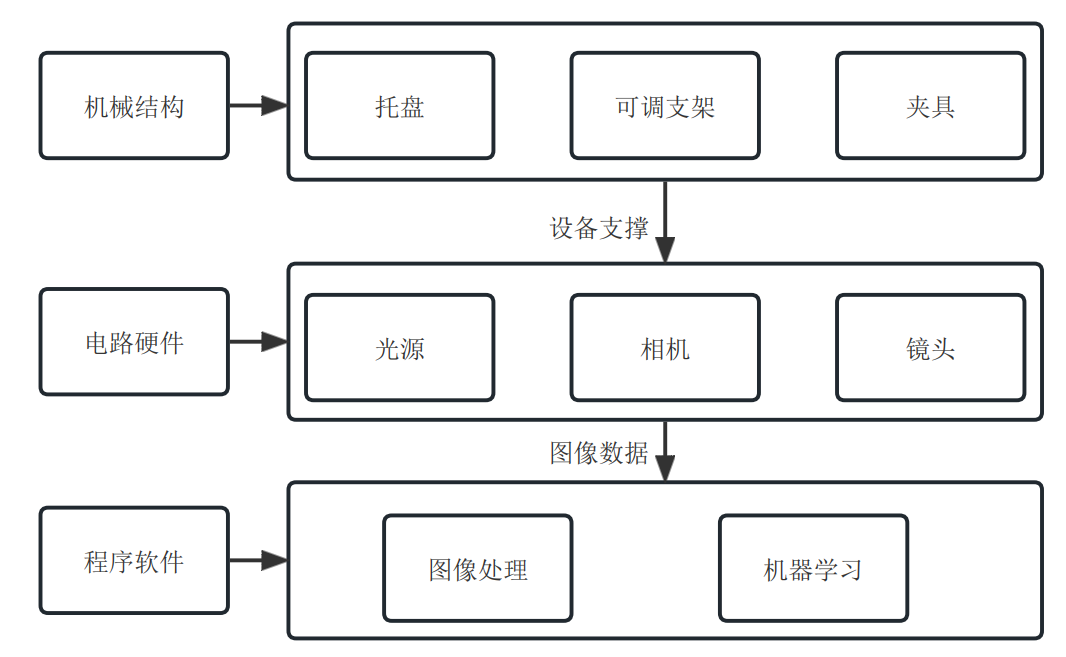 机械结构
托盘
可调支架
夹具
设备支撑
电路硬件
光源
相机
镜头
图像数据
程序软件
图像处理
机器学习